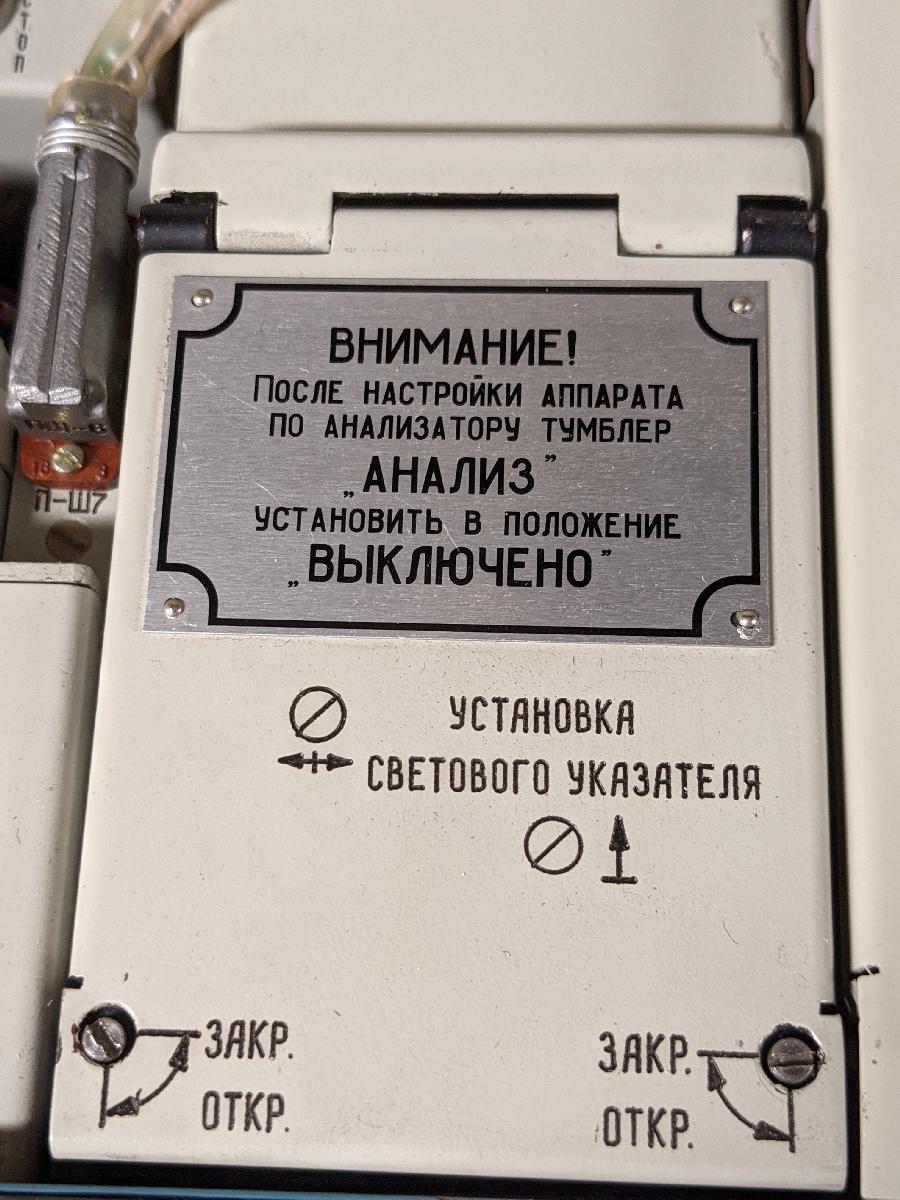 ВНИМАНИЕ!
ПОСЛЕ НАСТРОЙКИ АППАРАТА
ПО АНАЛИЗАТОРУ ТУМБЛЕР
„АНАЛИЗ”
УСТАНОВИТЬ В ПОЛОЖЕНИЕ
„ВЫКЛЮЧЕНО”
П-Ш7
УСТАНОВКА
СВЕТОВОГО УКАЗАТЕЛЯ
ЗАКР.
ОТКР.
ЗАКР.
ОТКР.